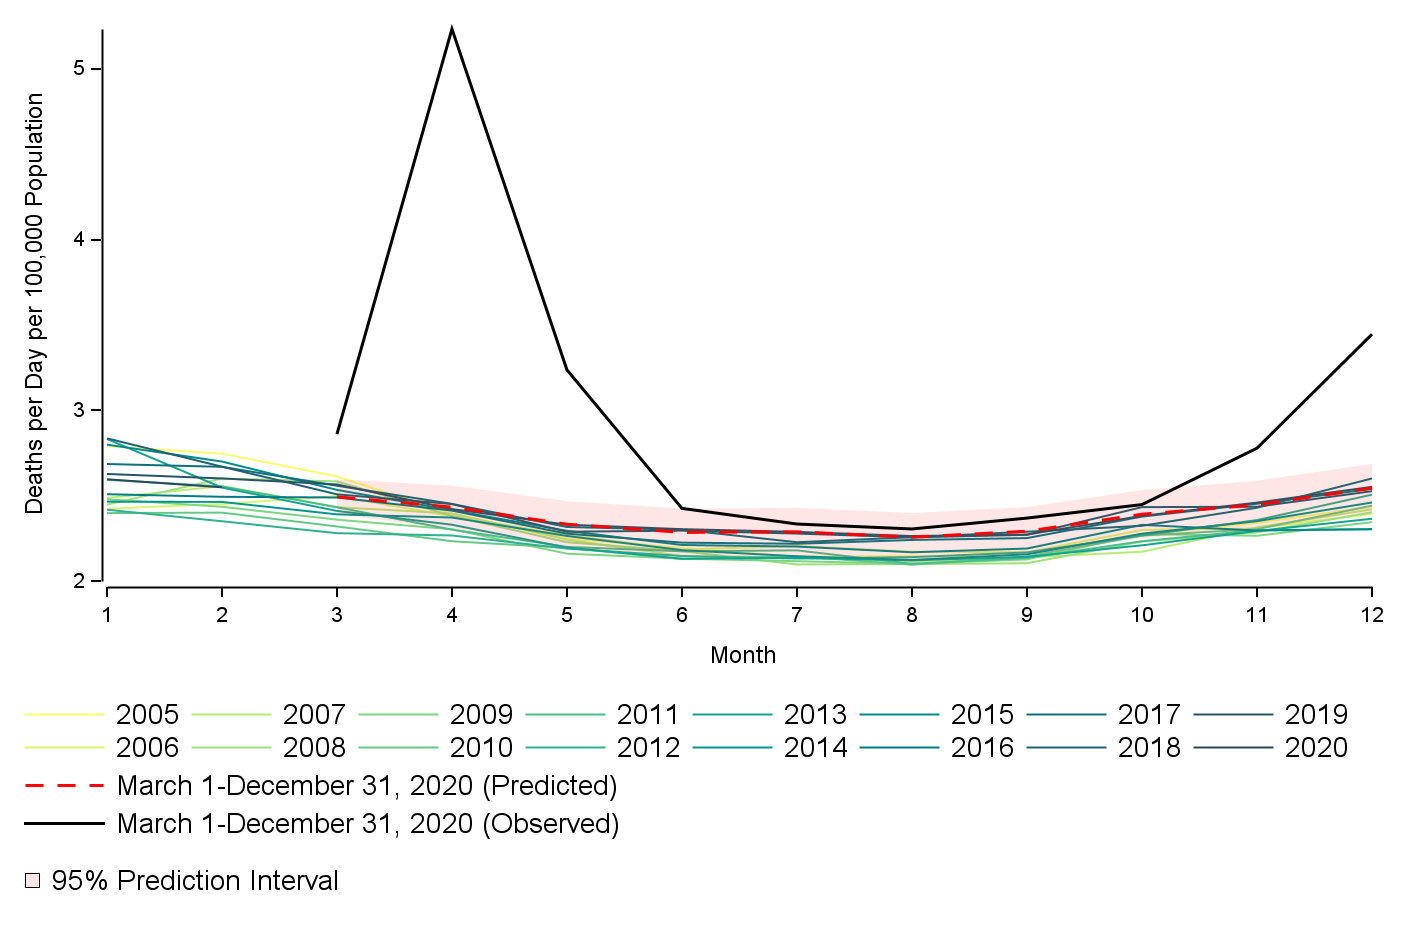 Deaths per Day per 100,000 Population
5
4
3
2
1 2 3 4 5 6 7 8 9 10 11 12
Month
2005 2007 2009 2011 2013 2015 2017 2019
2006 2008 2010 2012 2014 2016 2018 2020
March 1-December 31, 2020 (Predicted)
March 1-December 31, 2020 (Observed)
95% Prediction Interval